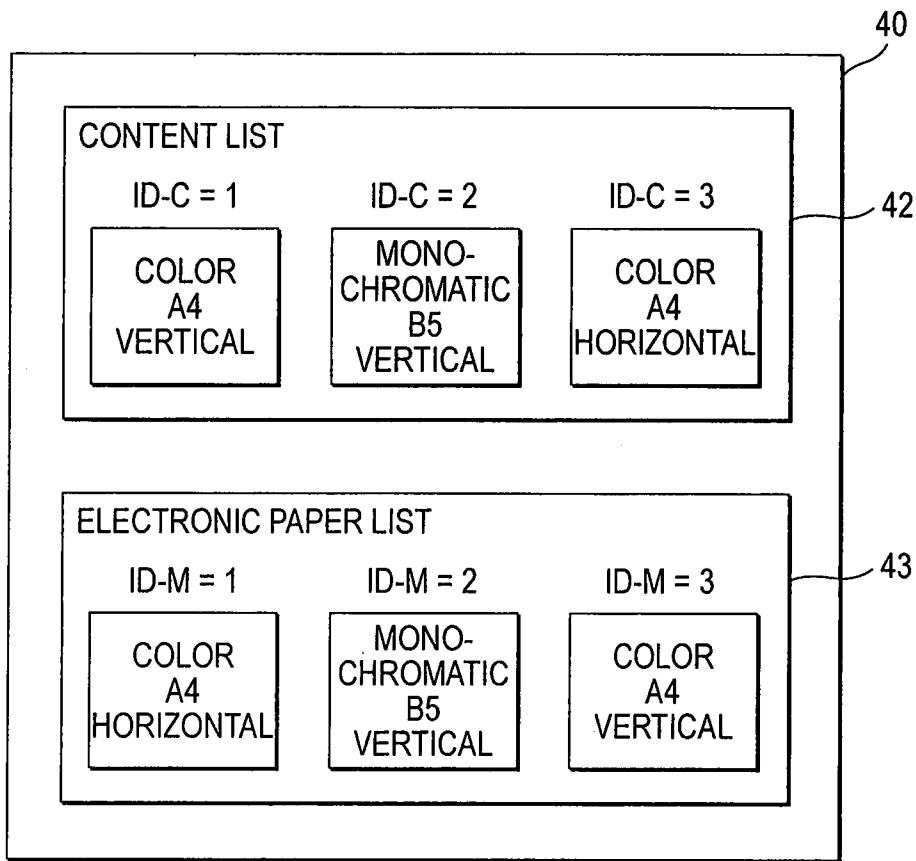 40
CONTENT LIST
ID-C = 1 ID-C = 2 ID-C = 3
42
COLOR
A4
VERTICAL
MONO-
CHROMATIC
B5
VERTICAL
COLOR
A4
HORIZONTAL
ELECTRONIC PAPER LIST
ID-M = 1 ID-M = 2 ID-M = 3
43
COLOR
A4
HORIZONTAL
MONO-
CHROMATIC
B5
VERTICAL
COLOR
A4
VERTICAL